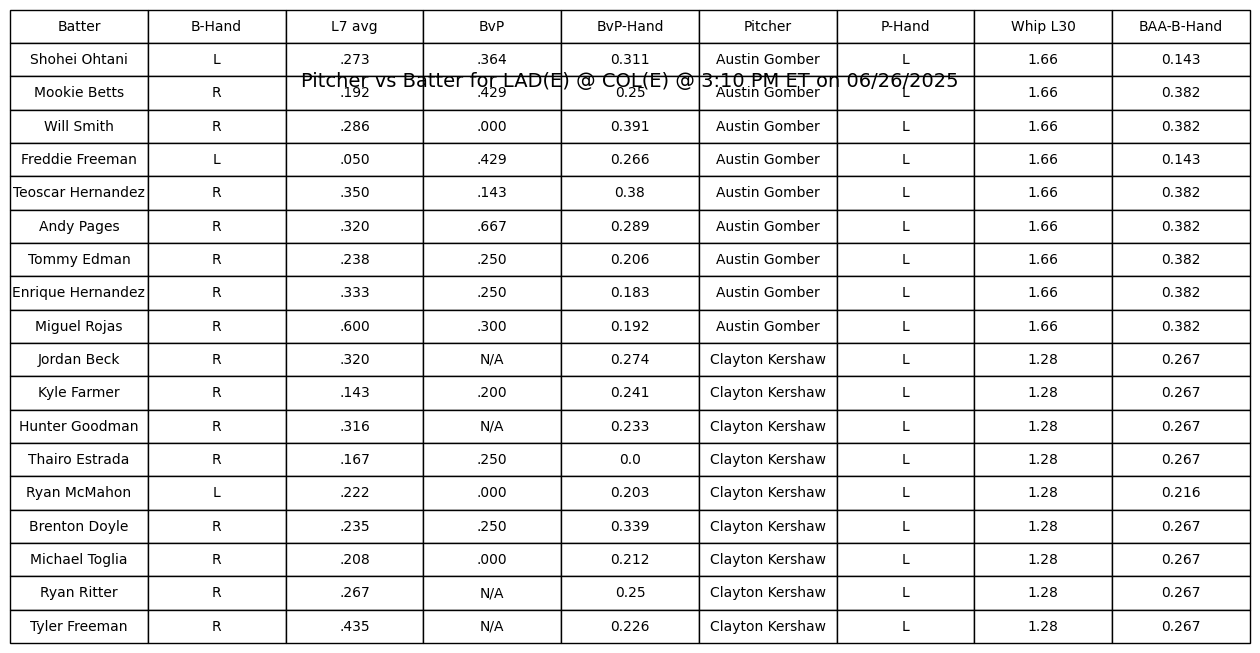 Batter B-Hand L7 avg BvP BvP-Hand Pitcher P-Hand Whip L30 BAA-B-Hand
Shohei Ohtani L .273 .364 0.311 Austin Gomber L 1.66 0.143
Pitcher vs Batter for LAD(E) @ COL(E) @ 3:10 PM ET on 06/26/2025
Mookie Betts R .192 .429 0.25 Austin Gomber L 1.66 0.382
Will Smith R .286 .000 0.391 Austin Gomber L 1.66 0.382
Freddie Freeman L .050 .429 0.266 Austin Gomber L 1.66 0.143
Teoscar Hernandez R .350 .143 0.38 Austin Gomber L 1.66 0.382
Andy Pages R .320 .667 0.289 Austin Gomber L 1.66 0.382
Tommy Edman R .238 .250 0.206 Austin Gomber L 1.66 0.382
Enrique Hernandez R .333 .250 0.183 Austin Gomber L 1.66 0.382
Miguel Rojas R .600 .300 0.192 Austin Gomber L 1.66 0.382
Jordan Beck R .320 N/A 0.274 Clayton Kershaw L 1.28 0.267
Kyle Farmer R .143 .200 0.241 Clayton Kershaw L 1.28 0.267
Hunter Goodman R .316 N/A 0.233 Clayton Kershaw L 1.28 0.267
Thairo Estrada R .167 .250 0.0 Clayton Kershaw L 1.28 0.267
Ryan McMahon L .222 .000 0.203 Clayton Kershaw L 1.28 0.216
Brenton Doyle R .235 .250 0.339 Clayton Kershaw L 1.28 0.267
Michael Toglia R .208 .000 0.212 Clayton Kershaw L 1.28 0.267
Ryan Ritter R .267 N/A 0.25 Clayton Kershaw L 1.28 0.267
Tyler Freeman R .435 N/A 0.226 Clayton Kershaw L 1.28 0.267